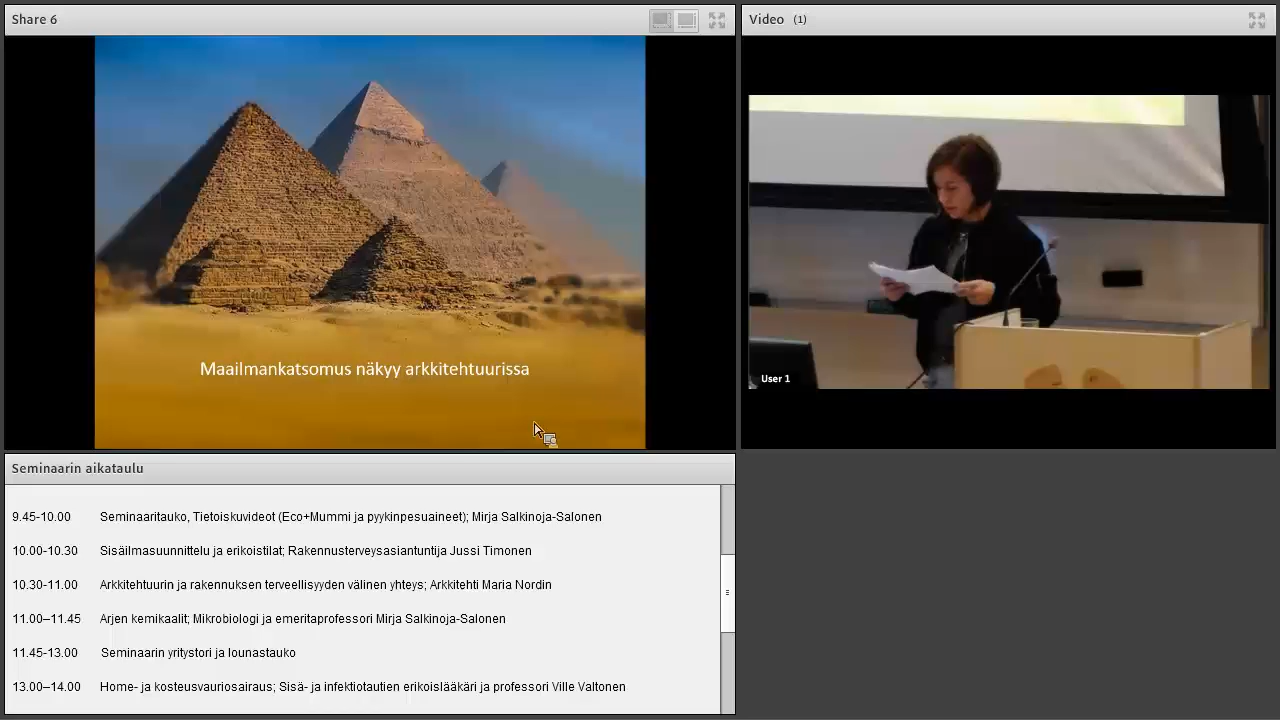 Share 6
Video (1)
Maailmankatsomus näkyy arkkitehtuurissa
User 1
Seminaarin aikataulu
9.45-10.00 Seminaaritauko, Tietoiskuvideot (Eco+Mummi ja pyykinpesuaineet); Mirja Salkinoja-Salonen
10.00-10.30 Sisäilmasuunnittelu ja erikoistilat; Rakennusterveysasiantuntija Jussi Timonen
10.30-11.00 Arkkitehtuurin ja rakennuksen terveellisyyden välinen yhteys; Arkkitehti Maria Nordin
11.00–11.45 Arjen kemikaalit; Mikrobiologi ja emeritaprofessori Mirja Salkinoja-Salonen
11.45-13.00 Seminaarin yritystori ja lounastauko
13.00–14.00 Home- ja kosteusvauriosairaus; Sisä- ja infektiotautien erikoislääkäri ja professori Ville Valtonen